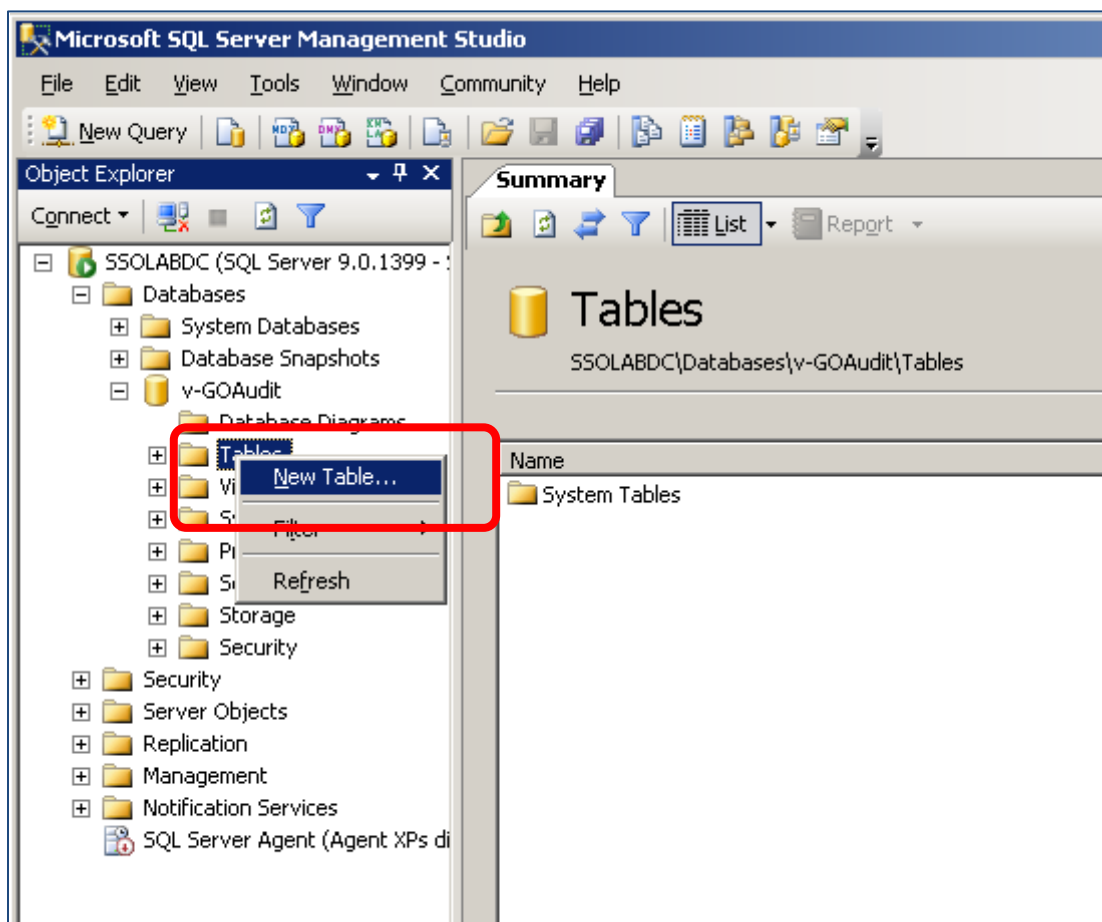 Microsoft SQL Server Management Studio
File Edit View Tools Window Community Help
New Query
Object Explorer
Connect
SSOLABDC (SQL Server 9.0.1399 -
Databases
System Databases
Database Snapshots
v-GOAudit
Database Diagrams
Tables
New Table...
Filter
Refresh
Storage
Security
Security
Server Objects
Replication
Management
Notification Services
SQL Server Agent (Agent XPs di
Summary
List Report
Tables
SSOLABDC\Databases\v-GOAudit\Tables
Name
System Tables